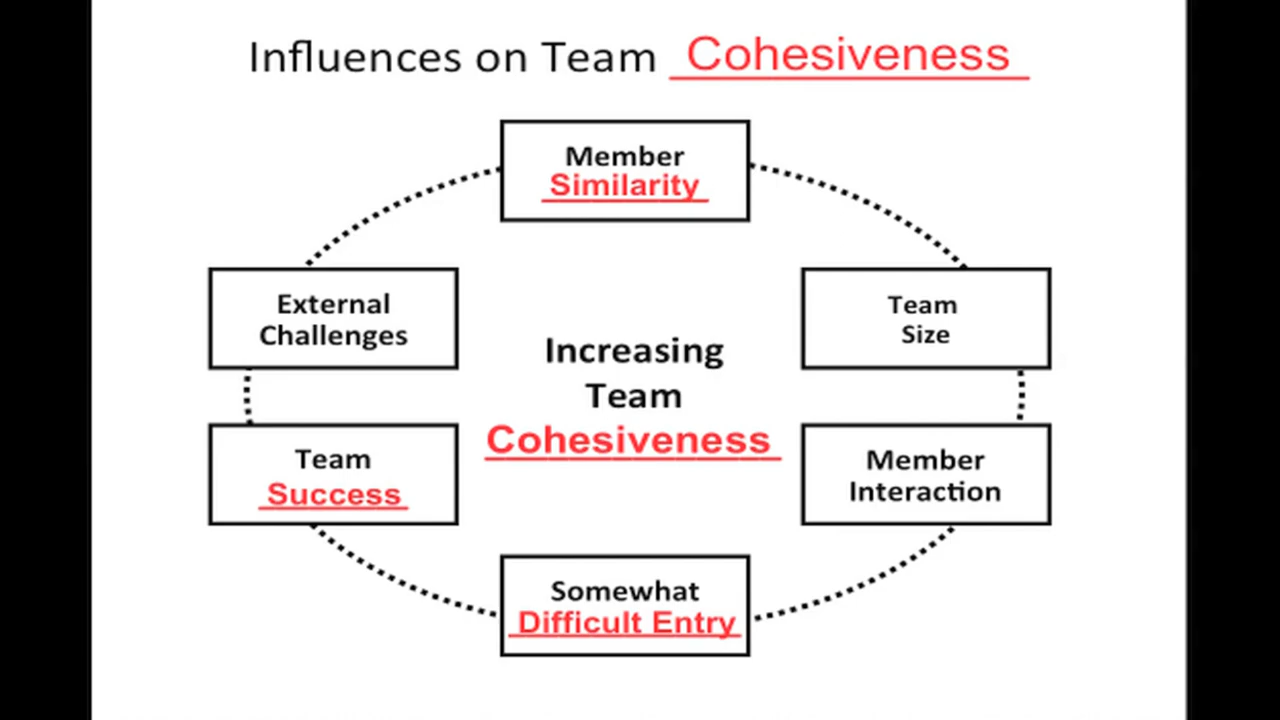 Influences on Team Cohesiveness
Member
Similarity
External
Challenges
Team
Size
Increasing
Team
Cohesiveness
Team
Success
Member
Interaction
Somewhat
Difficult Entry